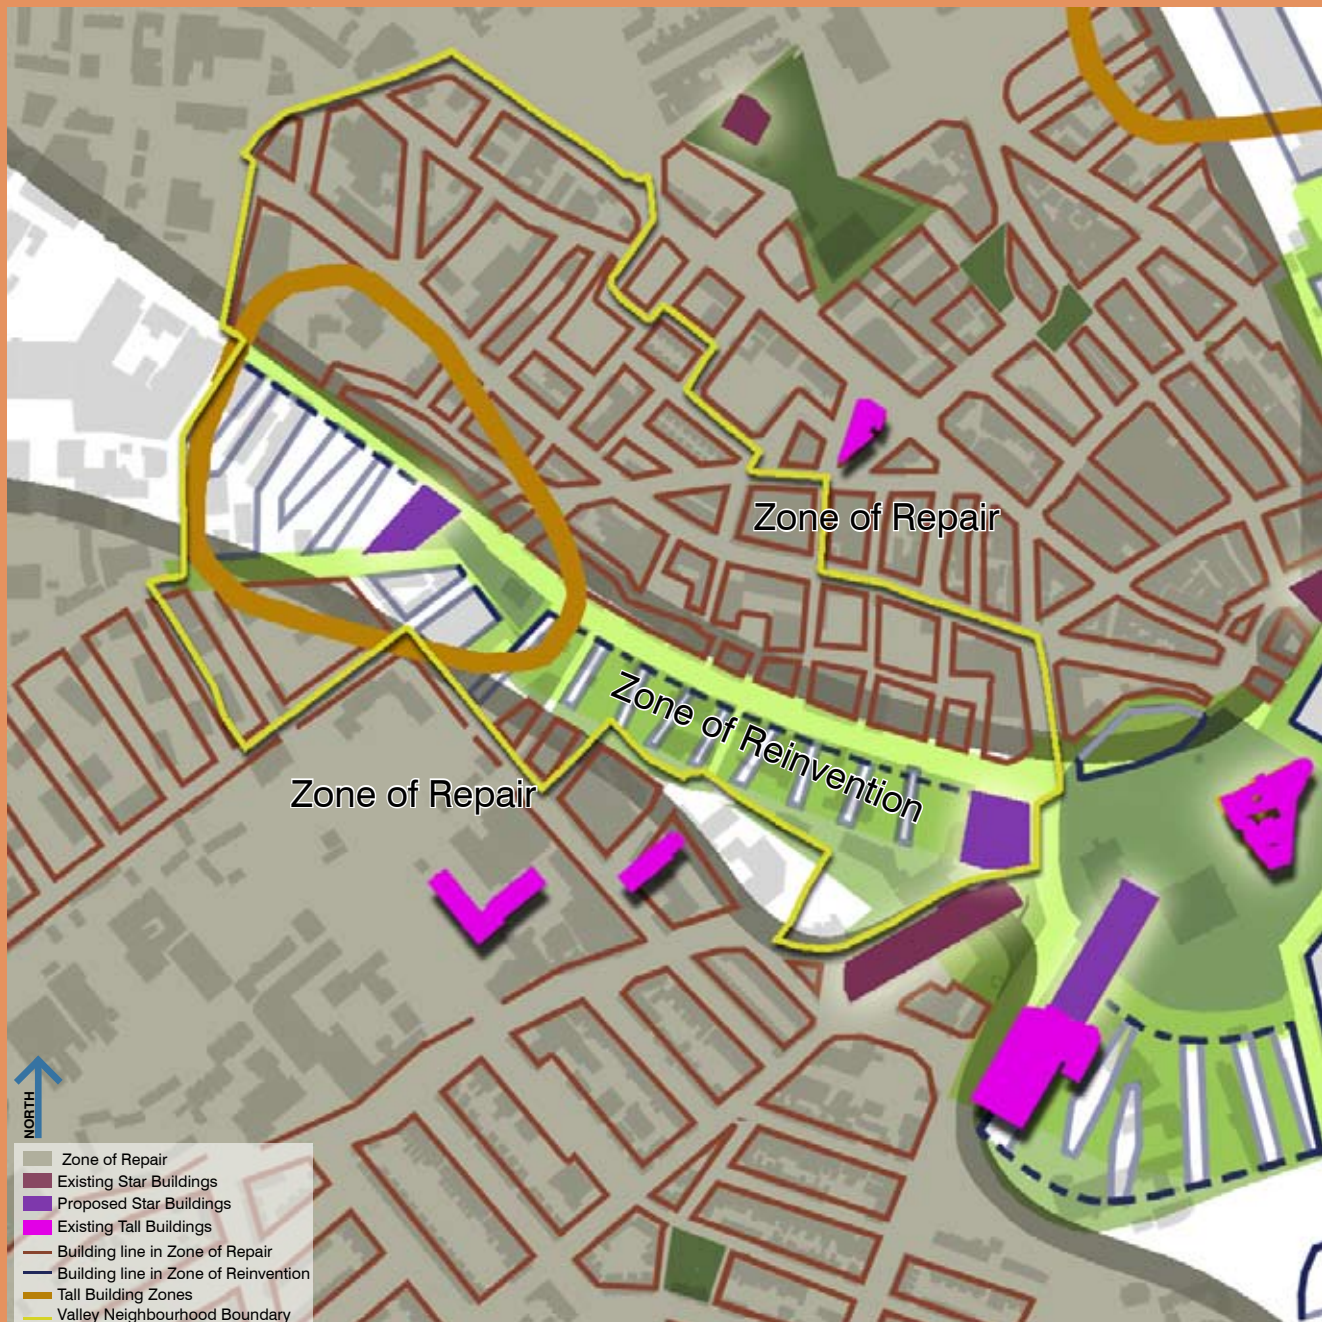 Zone of Repair
Zone of Reinvention
Zone of Repair
NORTH
Zone of Repair
Existing Star Buildings
Proposed Star Buildings
Existing Tall Buildings
Building line in Zone of Repair
Building line in Zone of Reinvention
Tall Building Zones
Valley Neighbourhood Boundary